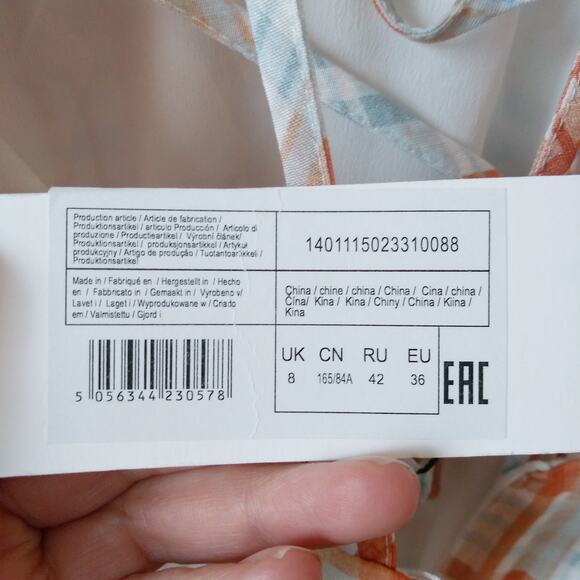 Production article / Article de fabrication /
Produktionsartikel / articulo Producción / Articolo di
produzione / Productieartikel / Výrobní článek/
Produktionsartikel / produksjonsartikkel / Artykuł
produkcyjny / Artigo de produção / Tuotantoartikkeli /
Produktionsartikel
1401115023310088
Made in / Fabriqué en / Hergestellt in / Hecho
en / Fabbricato in / Gemaakt in / Vyrobeno v/
Lavet i / Laget i / Wyprodukowane w / Criado
em / Valmistettu / Gjord i
China / chine / china / China / Cina / china /
Čína/ Kina / Kina / Chiny / China / Kiina /
Kina
UK CN RU EU
8 165/84A 42 36
EAC
5 056344 230578